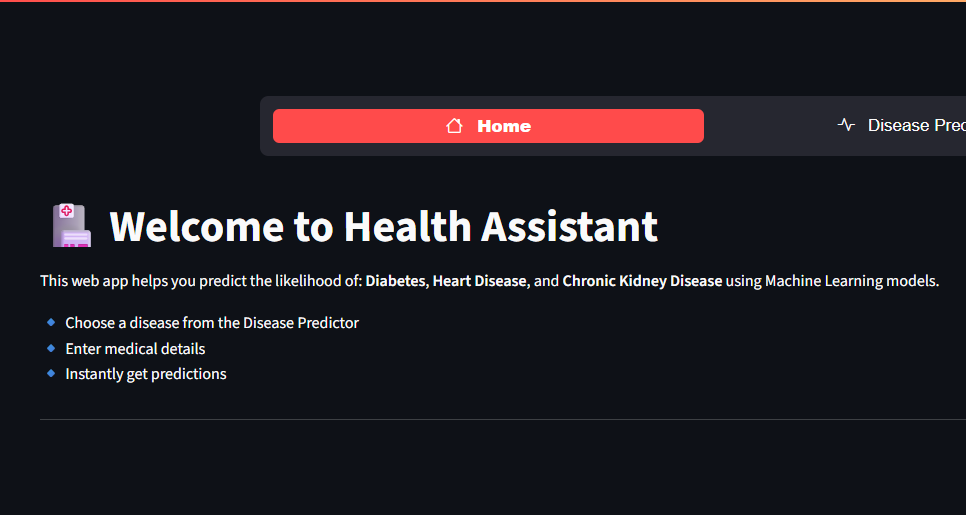 Home
Disease Prec
Welcome to Health Assistant
This web app helps you predict the likelihood of: Diabetes, Heart Disease, and Chronic Kidney Disease using Machine Learning models.
Choose a disease from the Disease Predictor
Enter medical details
Instantly get predictions